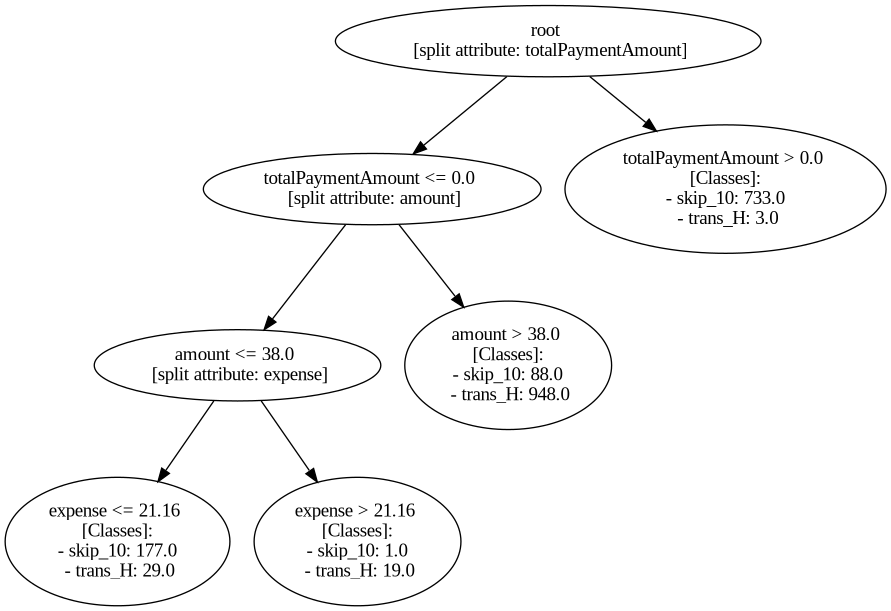 root
[split attribute: totalPaymentAmount]
totalPaymentAmount <= 0.0
[split attribute: amount]
totalPaymentAmount > 0.0
[Classes]:
- skip_10: 733.0
- trans_H: 3.0
amount <= 38.0
[split attribute: expense]
amount > 38.0
[Classes]:
- skip_10: 88.0
- trans_H: 948.0
expense <= 21.16
[Classes]:
- skip_10: 177.0
- trans_H: 29.0
expense > 21.16
[Classes]:
- skip_10: 1.0
- trans_H: 19.0